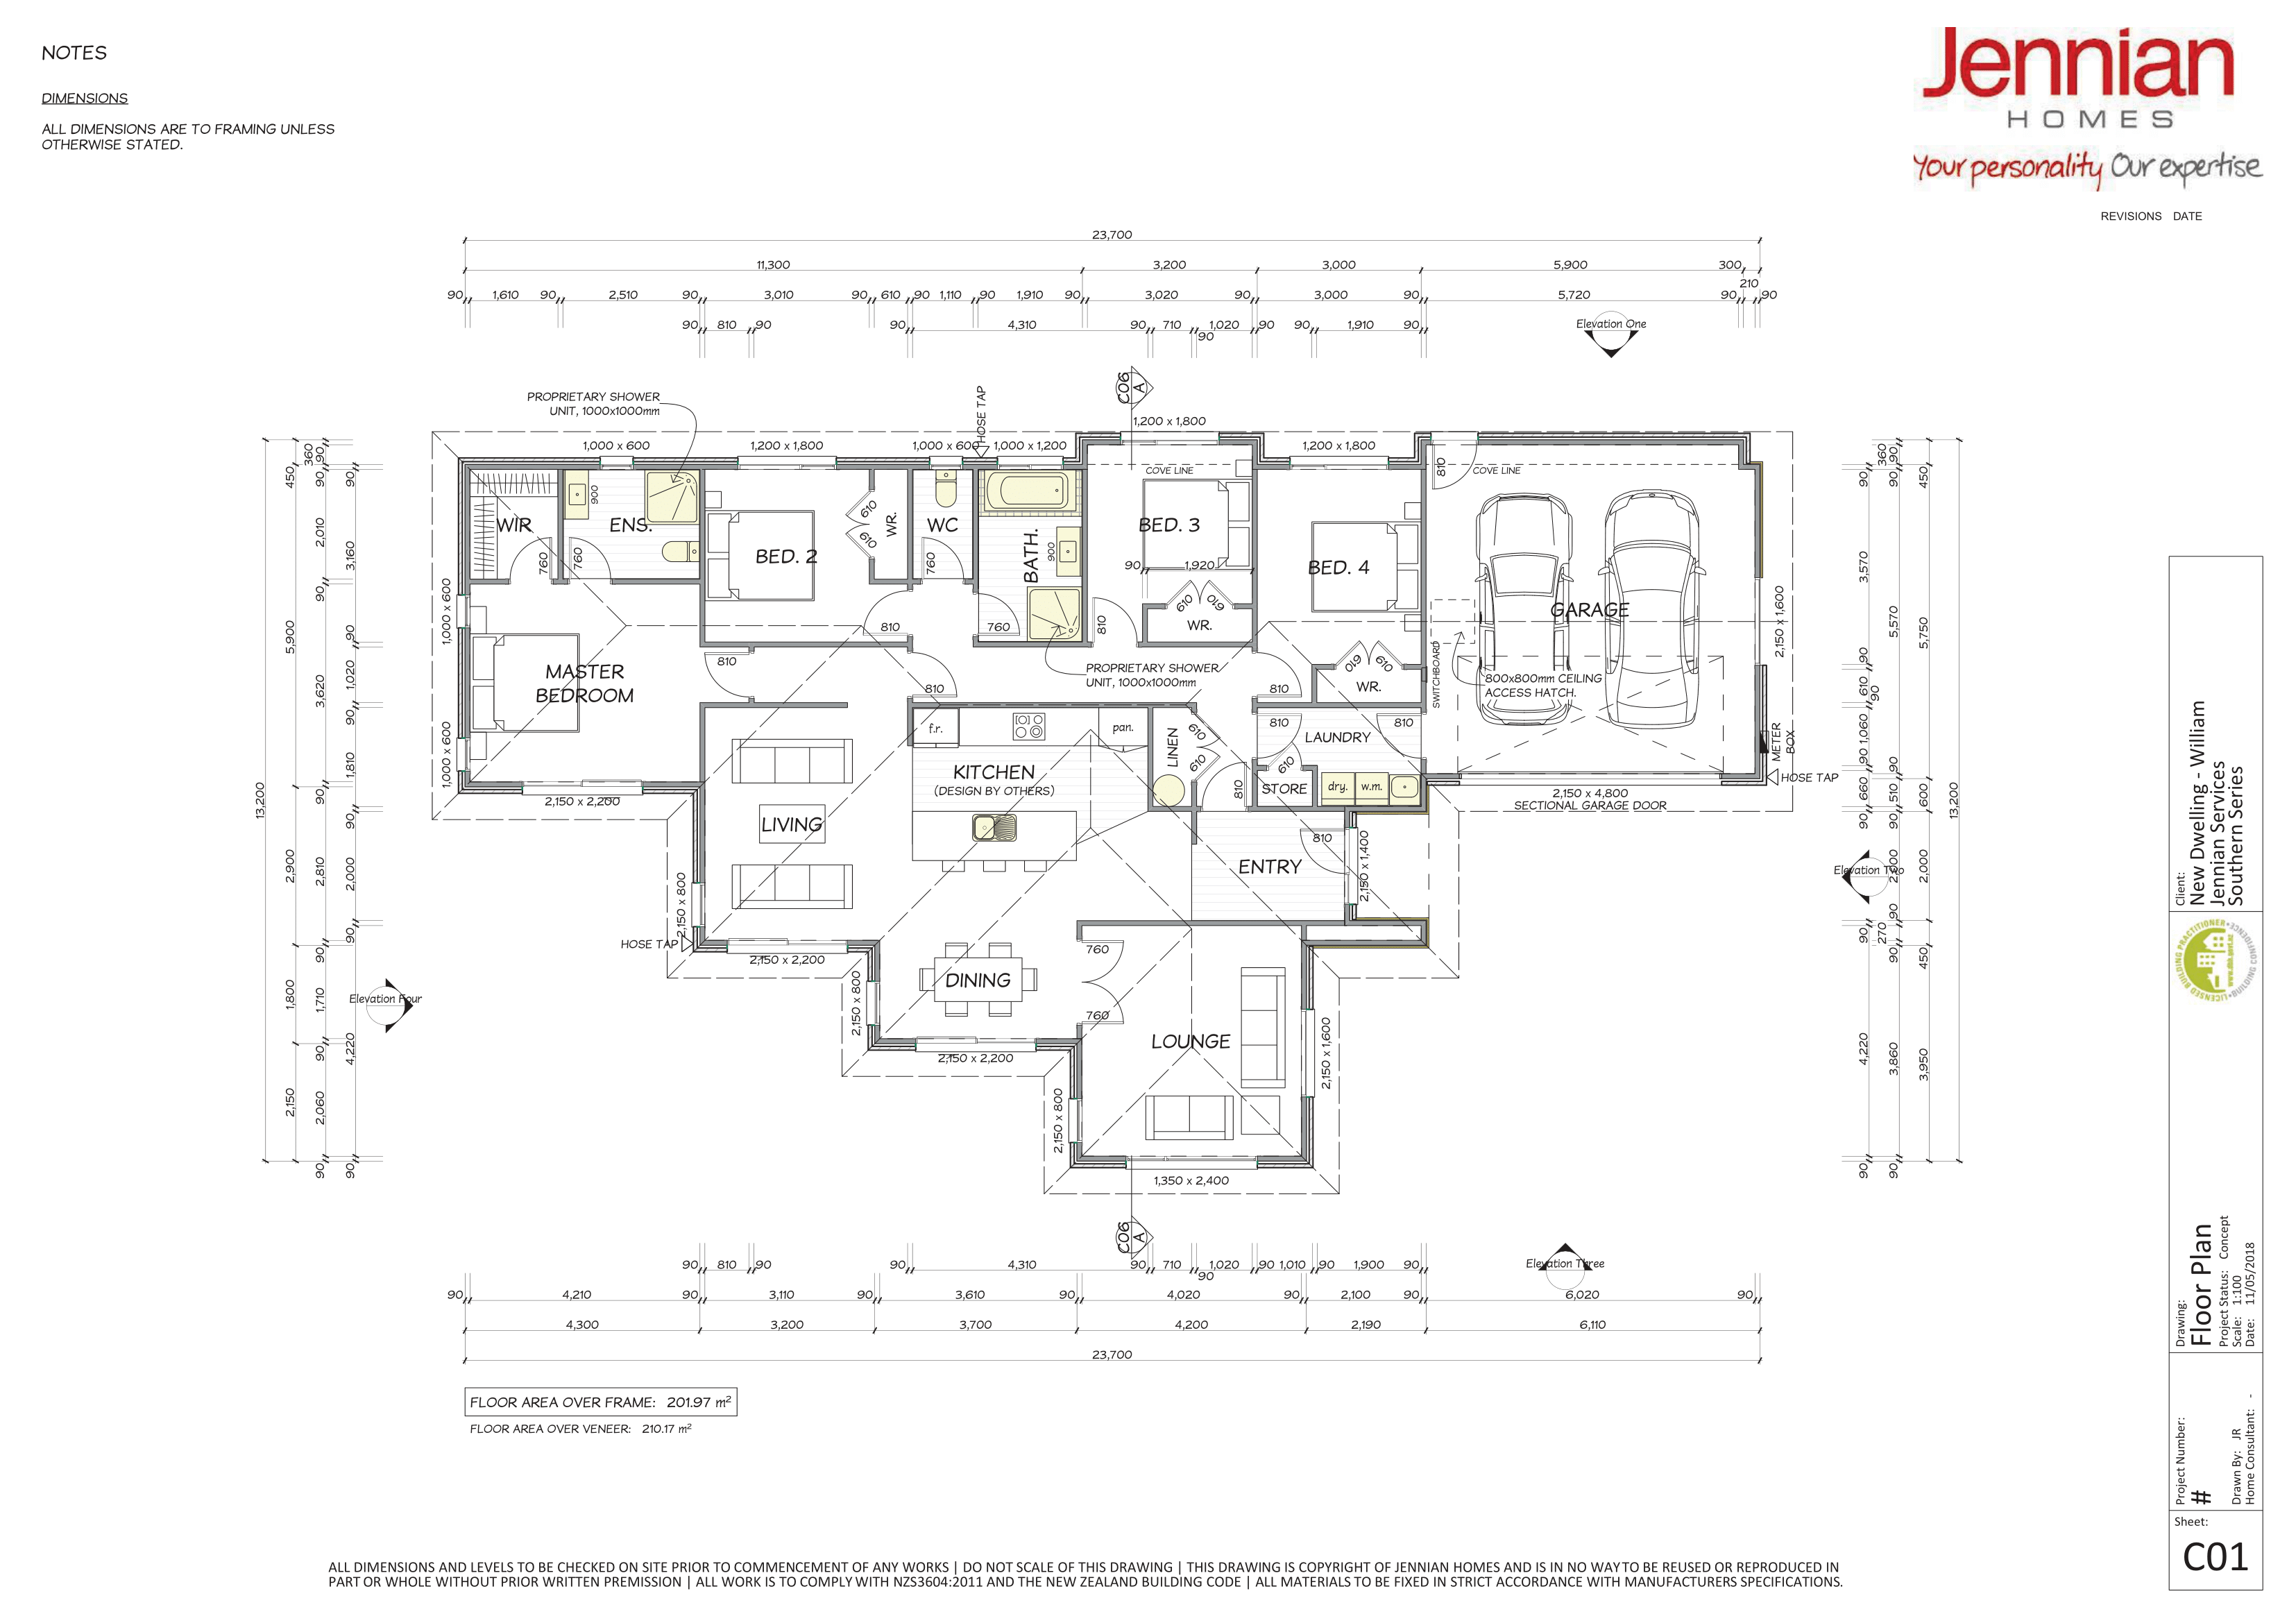 NOTES
DIMENSIONS
ALL DIMENSIONS ARE TO FRAMING UNLESS
OTHERWISE STATED.
Jennian
HOMES
Your personality Our expertise
REVISIONS DATE
23,700
11,300 3,200 3,000 5,900 300
210
90 1,610 90 2,510 90 3,010 90 610 90 1,110 90 1,910 90 3,020 90 3,000 90 5,720 90 90
90 810 90 90 4,310 90 710 1,020 90 90 1,910 90
90
Elevation One
C06
A
PROPRIETARY SHOWER
UNIT, 1000x1000mm
HOSE TAP
1,200 x 1,800
1,000 x 600 1,200 x 1,800 1,000 x 600 1,000 x 1,200 1,200 x 1,800
COVE LINE COVE LINE
810
WIR ENS. 900 BED. 2 610 610 WR. WC BATH. 900 BED. 3 BED. 4 GARAGE
760 760 760
90 1,920
610 610
WR.
810 760 810
1,000 x 600
2,150 x 1,600
MASTER
BEDROOM
810
810
PROPRIETARY SHOWER
UNIT, 1000x1000mm
810
610 610
WR.
SWITCHBOARD
800x800mm CEILING
ACCESS HATCH.
1,000 x 600
f.r. pan.
LINEN 610 610
810 810
LAUNDRY
METER
BOX
HOSE TAP
KITCHEN
(DESIGN BY OTHERS)
810
610
STORE
dry. w.m.
2,150 x 4,800
SECTIONAL GARAGE DOOR
2,150 x 2,200
LIVING
810
ENTRY
2,150 x 1,400
2,150 x 800
HOSE TAP
2,150 x 2,200
DINING
760
760
2,150 x 800
LOUNGE
2,150 x 1,600
2,150 x 2,200
2,150 x 800
1,350 x 2,400
C06
A
13,200
450 5,900 2,900 1,800 2,150
360 90 90 2,010 90 3,620 90 2,810 90 1,710 90 2,060 90
90 3,160 90 1,020 90 1,810 90 2,000 90 4,220 90
Elevation Four
90 3,570 90 610 90 1,060 90 660 90 90 4,220 90
360 90 90 5,570 90 510 90 2,000 90 270 90 3,860 90
450 5,750 600 2,000 450 3,950
13,200
Elevation Two
Elevation Three
90 810 90 90 4,310 90 710 1,020 90 1,010 90 1,900 90
90
90 4,210 90 3,110 90 3,610 90 4,020 90 2,100 90 6,020 90
4,300 3,200 3,700 4,200 2,190 6,110
23,700
FLOOR AREA OVER FRAME: 201.97 m²
FLOOR AREA OVER VENEER: 210.17 m²
Client:
New Dwelling - William
Jennian Services
Southern Series
LICENSED BUILDING PRACTITIONER
BUILDING CONFIDENCE
www.dbh.govt.nz
Drawing:
Floor Plan
Project Status: Concept
Scale: 1:100
Date: 11/05/2018
Project Number:
#
Drawn By: JR
Home Consultant: -
Sheet:
C01
ALL DIMENSIONS AND LEVELS TO BE CHECKED ON SITE PRIOR TO COMMENCEMENT OF ANY WORKS | DO NOT SCALE OF THIS DRAWING | THIS DRAWING IS COPYRIGHT OF JENNIAN HOMES AND IS IN NO WAY TO BE REUSED OR REPRODUCED IN
PART OR WHOLE WITHOUT PRIOR WRITTEN PREMISSION | ALL WORK IS TO COMPLY WITH NZS3604:2011 AND THE NEW ZEALAND BUILDING CODE | ALL MATERIALS TO BE FIXED IN STRICT ACCORDANCE WITH MANUFACTURERS SPECIFICATIONS.